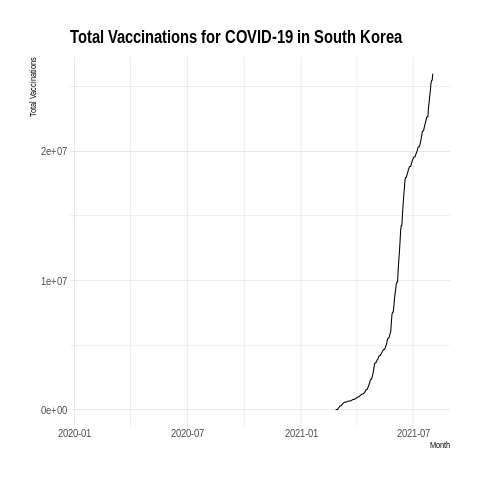 Total Vaccinations for COVID-19 in South Korea
Total Vaccinations
2e+07
1e+07
0e+00
2020-01
2020-07
2021-01
2021-07
Month